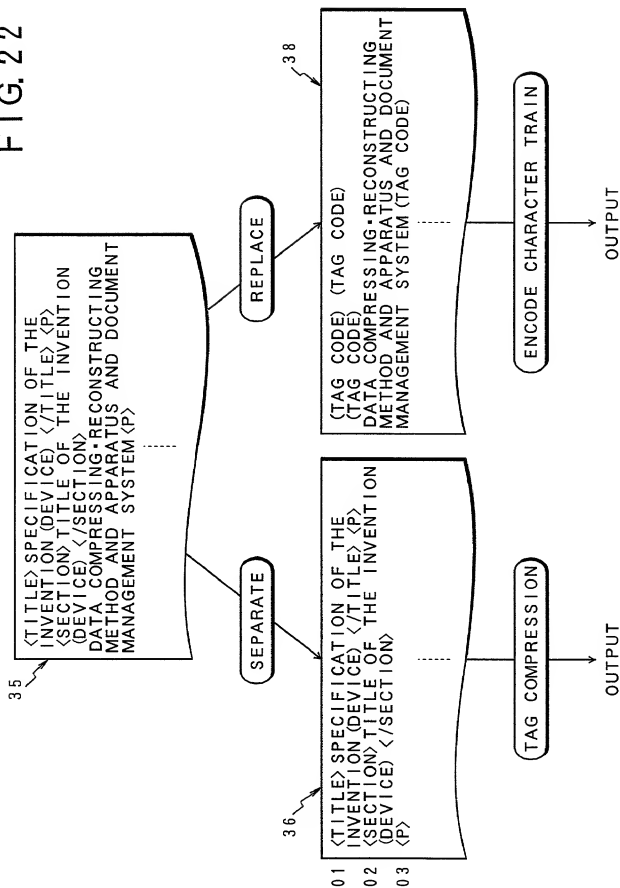 FIG. 22
35
<TITLE>SPECIFICATION OF THE
INVENTION(DEVICE)</TITLE><P>
<SECTION>TITLE OF THE INVENTION
(DEVICE)</SECTION>
DATA COMPRESSING▪RECONSTRUCTING
METHOD AND APPARATUS AND DOCUMENT
MANAGEMENT SYSTEM<P>
SEPARATE
REPLACE
36
01 <TITLE>SPECIFICATION OF THE
INVENTION(DEVICE)</TITLE><P>
02 <SECTION>TITLE OF THE INVENTION
(DEVICE)</SECTION>
03 <P>
TAG COMPRESSION
OUTPUT
38
(TAG CODE)(TAG CODE)
(TAG CODE)
DATA COMPRESSING▪RECONSTRUCTING
METHOD AND APPARATUS AND DOCUMENT
MANAGEMENT SYSTEM(TAG CODE)
ENCODE CHARACTER TRAIN
OUTPUT